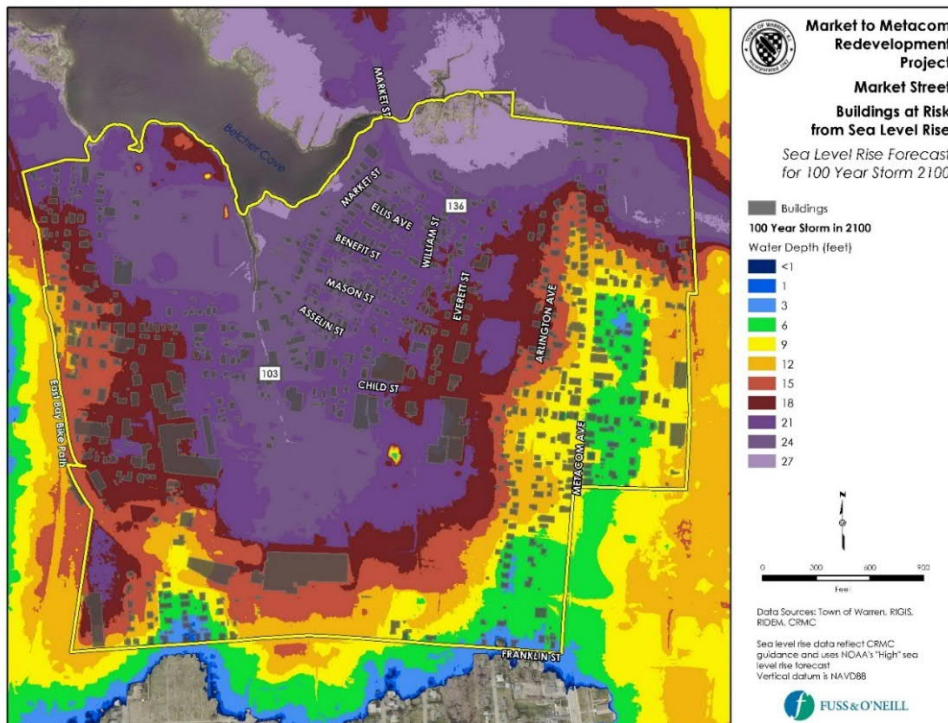 TOWN OF WARREN, R.I.
Market to Metacom
Redevelopment
Project
Market Street
Buildings at Risk
from Sea Level Rise
Sea Level Rise Forecast
for 100 Year Storm 2100
Buildings
100 Year Storm in 2100
Water Depth (feet)
<1
1
3
6
9
12
15
18
21
24
27
N
0 300 600 900
Feet
Data Sources: Town of Warren, RIGIS,
RIDEM, CRMC
Sea level rise data reflect CRMC
guidance and uses NOAA's "High" sea
level rise forecast
Vertical datum is NAVD88
f FUSS & O'NEILL
MARKET ST
Belcher Cove
MARKET ST
ELLIS AVE
136
WILLIAM ST
BENEFIT ST
MASON ST
EVERETT ST
ASSELIN ST
ARLINGTON AVE
103
CHILD ST
East Bay Bike Path
METACOM AVE
FRANKLIN ST